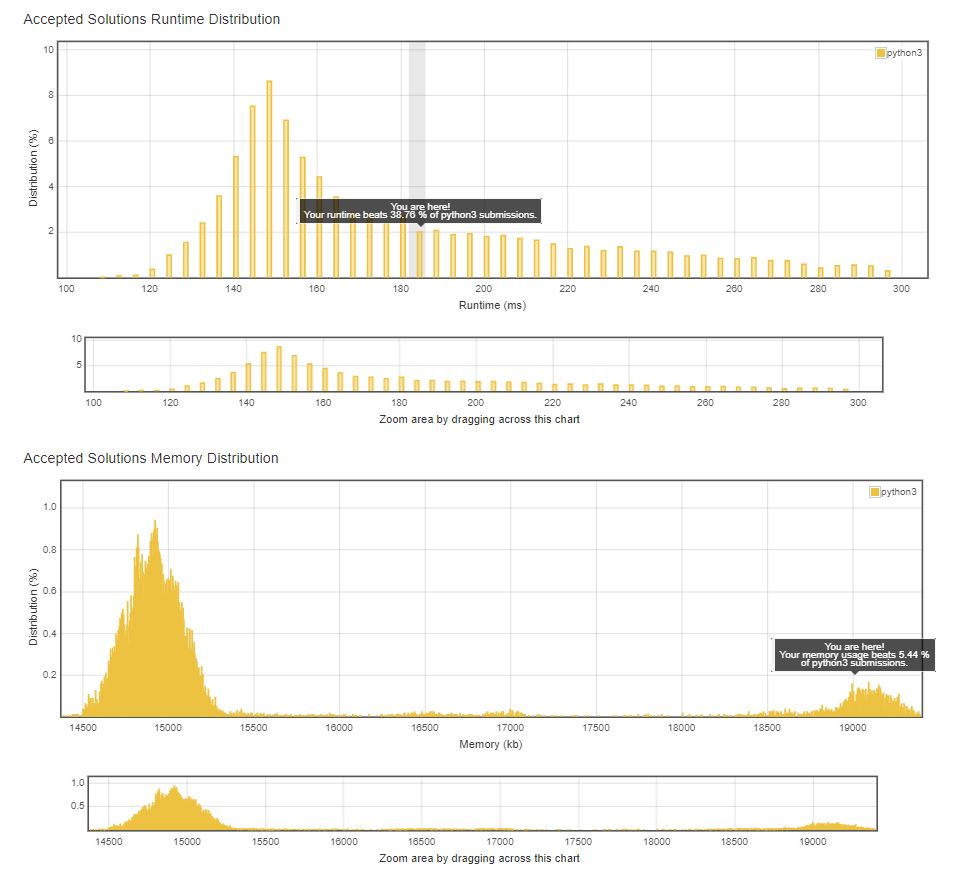 Accepted Solutions Runtime Distribution
python3
10
8
6
4
2
Distribution (%)
You are here!
Your runtime beats 38.76 % of python3 submissions.
100 120 140 160 180 200 220 240 260 280 300
Runtime (ms)
10
5
100 120 140 160 180 200 220 240 260 280 300
Zoom area by dragging across this chart
Accepted Solutions Memory Distribution
python3
1.0
0.8
0.6
0.4
0.2
Distribution (%)
You are here!
Your memory usage beats 5.44 %
of python3 submissions.
14500 15000 15500 16000 16500 17000 17500 18000 18500 19000
Memory (kb)
1.0
0.5
14500 15000 15500 16000 16500 17000 17500 18000 18500 19000
Zoom area by dragging across this chart